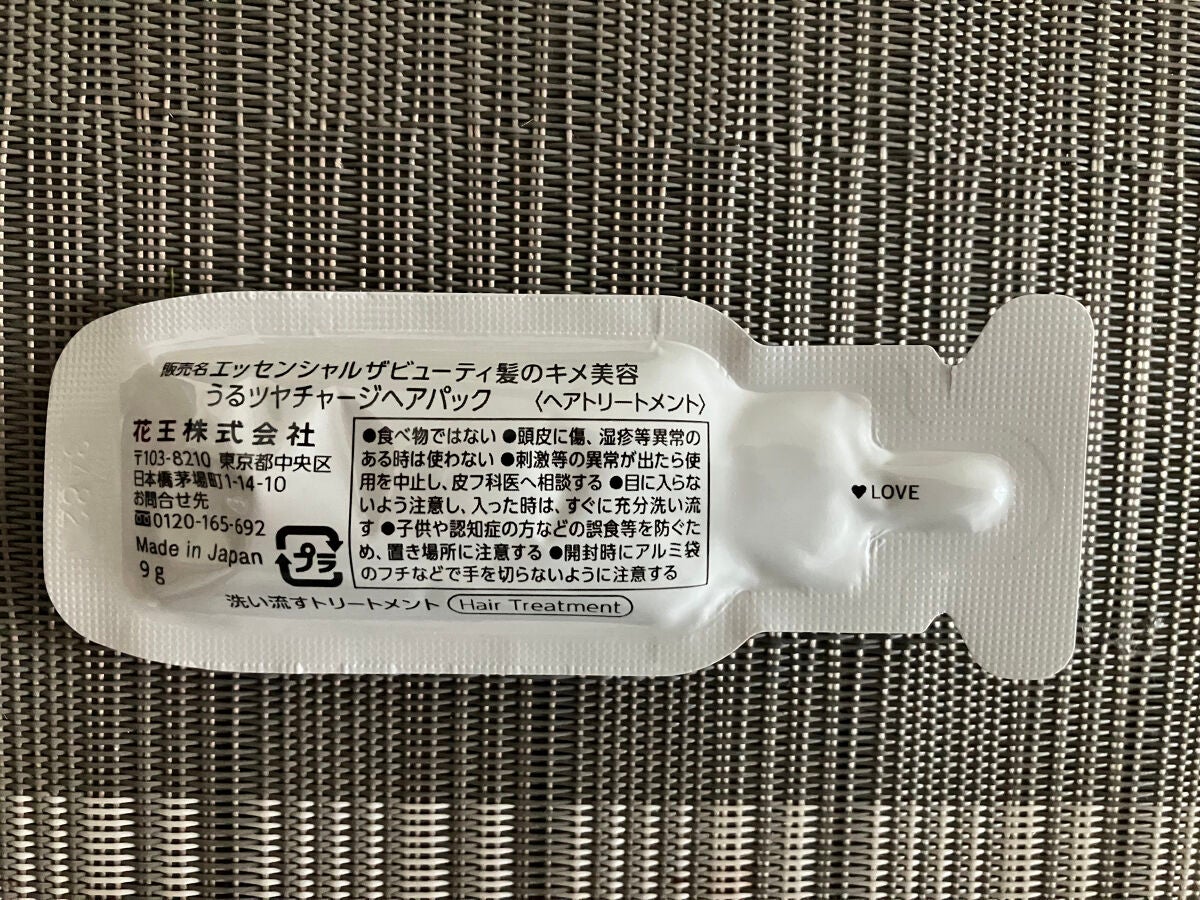 販売名エッセンシャルザビューティ髪のキメ美容
うるツヤチャージヘアパック 〈ヘアトリートメント〉
花王株式会社
〒103-8210 東京都中央区
日本橋茅場町1-14-10
お問合せ先
0120-165-692
Made in Japan
9g
プラ
●食べ物ではない ●頭皮に傷、湿疹等異常の
ある時は使わない ●刺激等の異常が出たら使
用を中止し、皮フ科医へ相談する ●目に入らな
いよう注意し、入った時は、すぐに充分洗い流
す ●子供や認知症の方などの誤食等を防ぐた
め、置き場所に注意する ●開封時にアルミ袋
のフチなどで手を切らないように注意する
洗い流すトリートメント Hair Treatment
♥LOVE